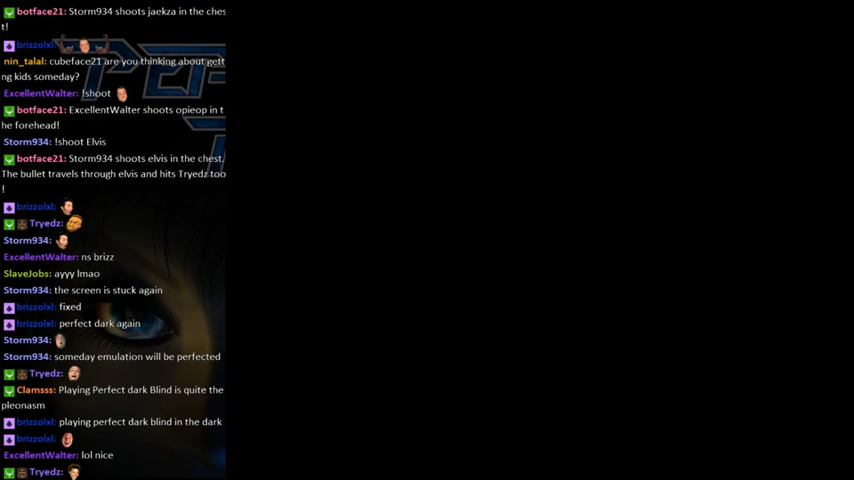 botface21: Storm934 shoots jaekza in the ches
t!
brizzolxl:
nin_talal: cubeface21 are you thinking about gett
ng kids someday?
ExcellentWalter: !shoot
botface21: ExcellentWalter shoots opieop in t
he forehead!
Storm934: !shoot Elvis
botface21: Storm934 shoots elvis in the chest.
The bullet travels through elvis and hits Tryedz too
!
brizzolxl:
Tryedz:
Storm934:
ExcellentWalter: ns brizz
SlaveJobs: ayyy lmao
Storm934: the screen is stuck again
brizzolxl: fixed
brizzolxl: perfect dark again
Storm934:
Storm934: someday emulation will be perfected
Tryedz:
Clamsss: Playing Perfect dark Blind is quite the
pleonasm
brizzolxl: playing perfect dark blind in the dark
brizzolxl:
ExcellentWalter: lol nice
Tryedz: